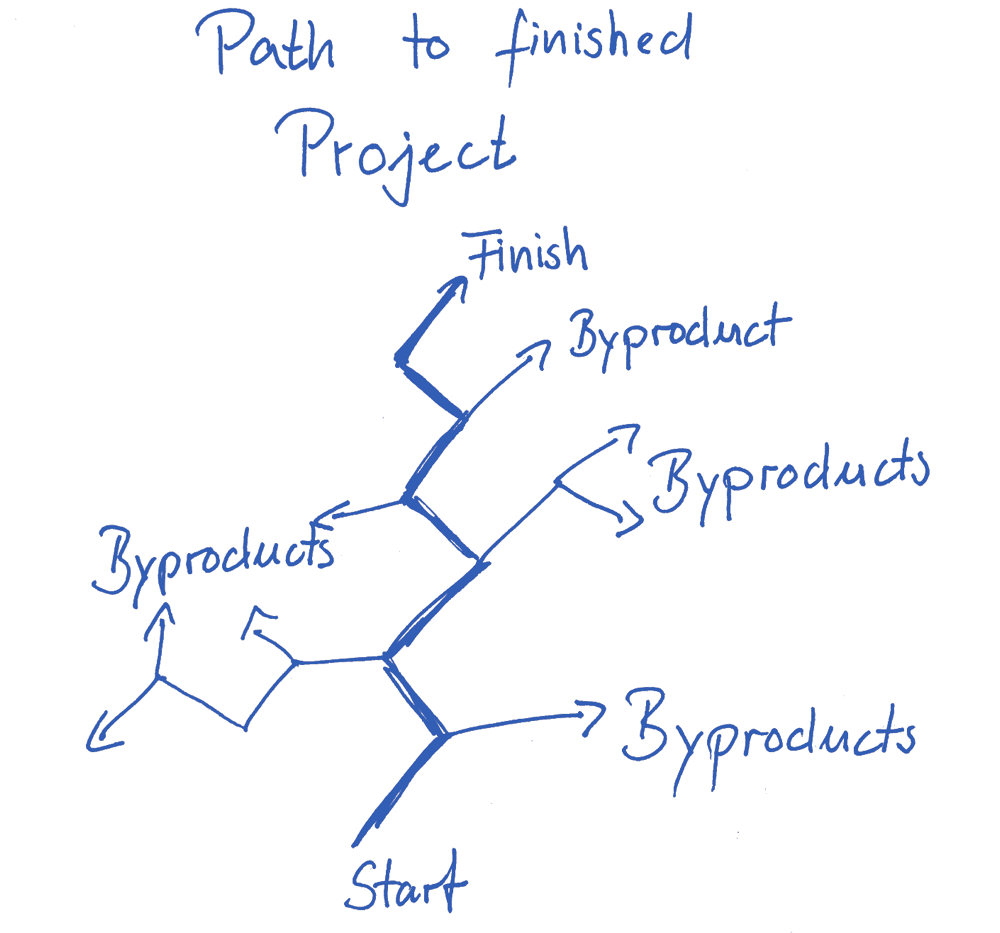 Path to finished
Project
Finish
Byproduct
Byproducts
Byproducts
Byproducts
Start